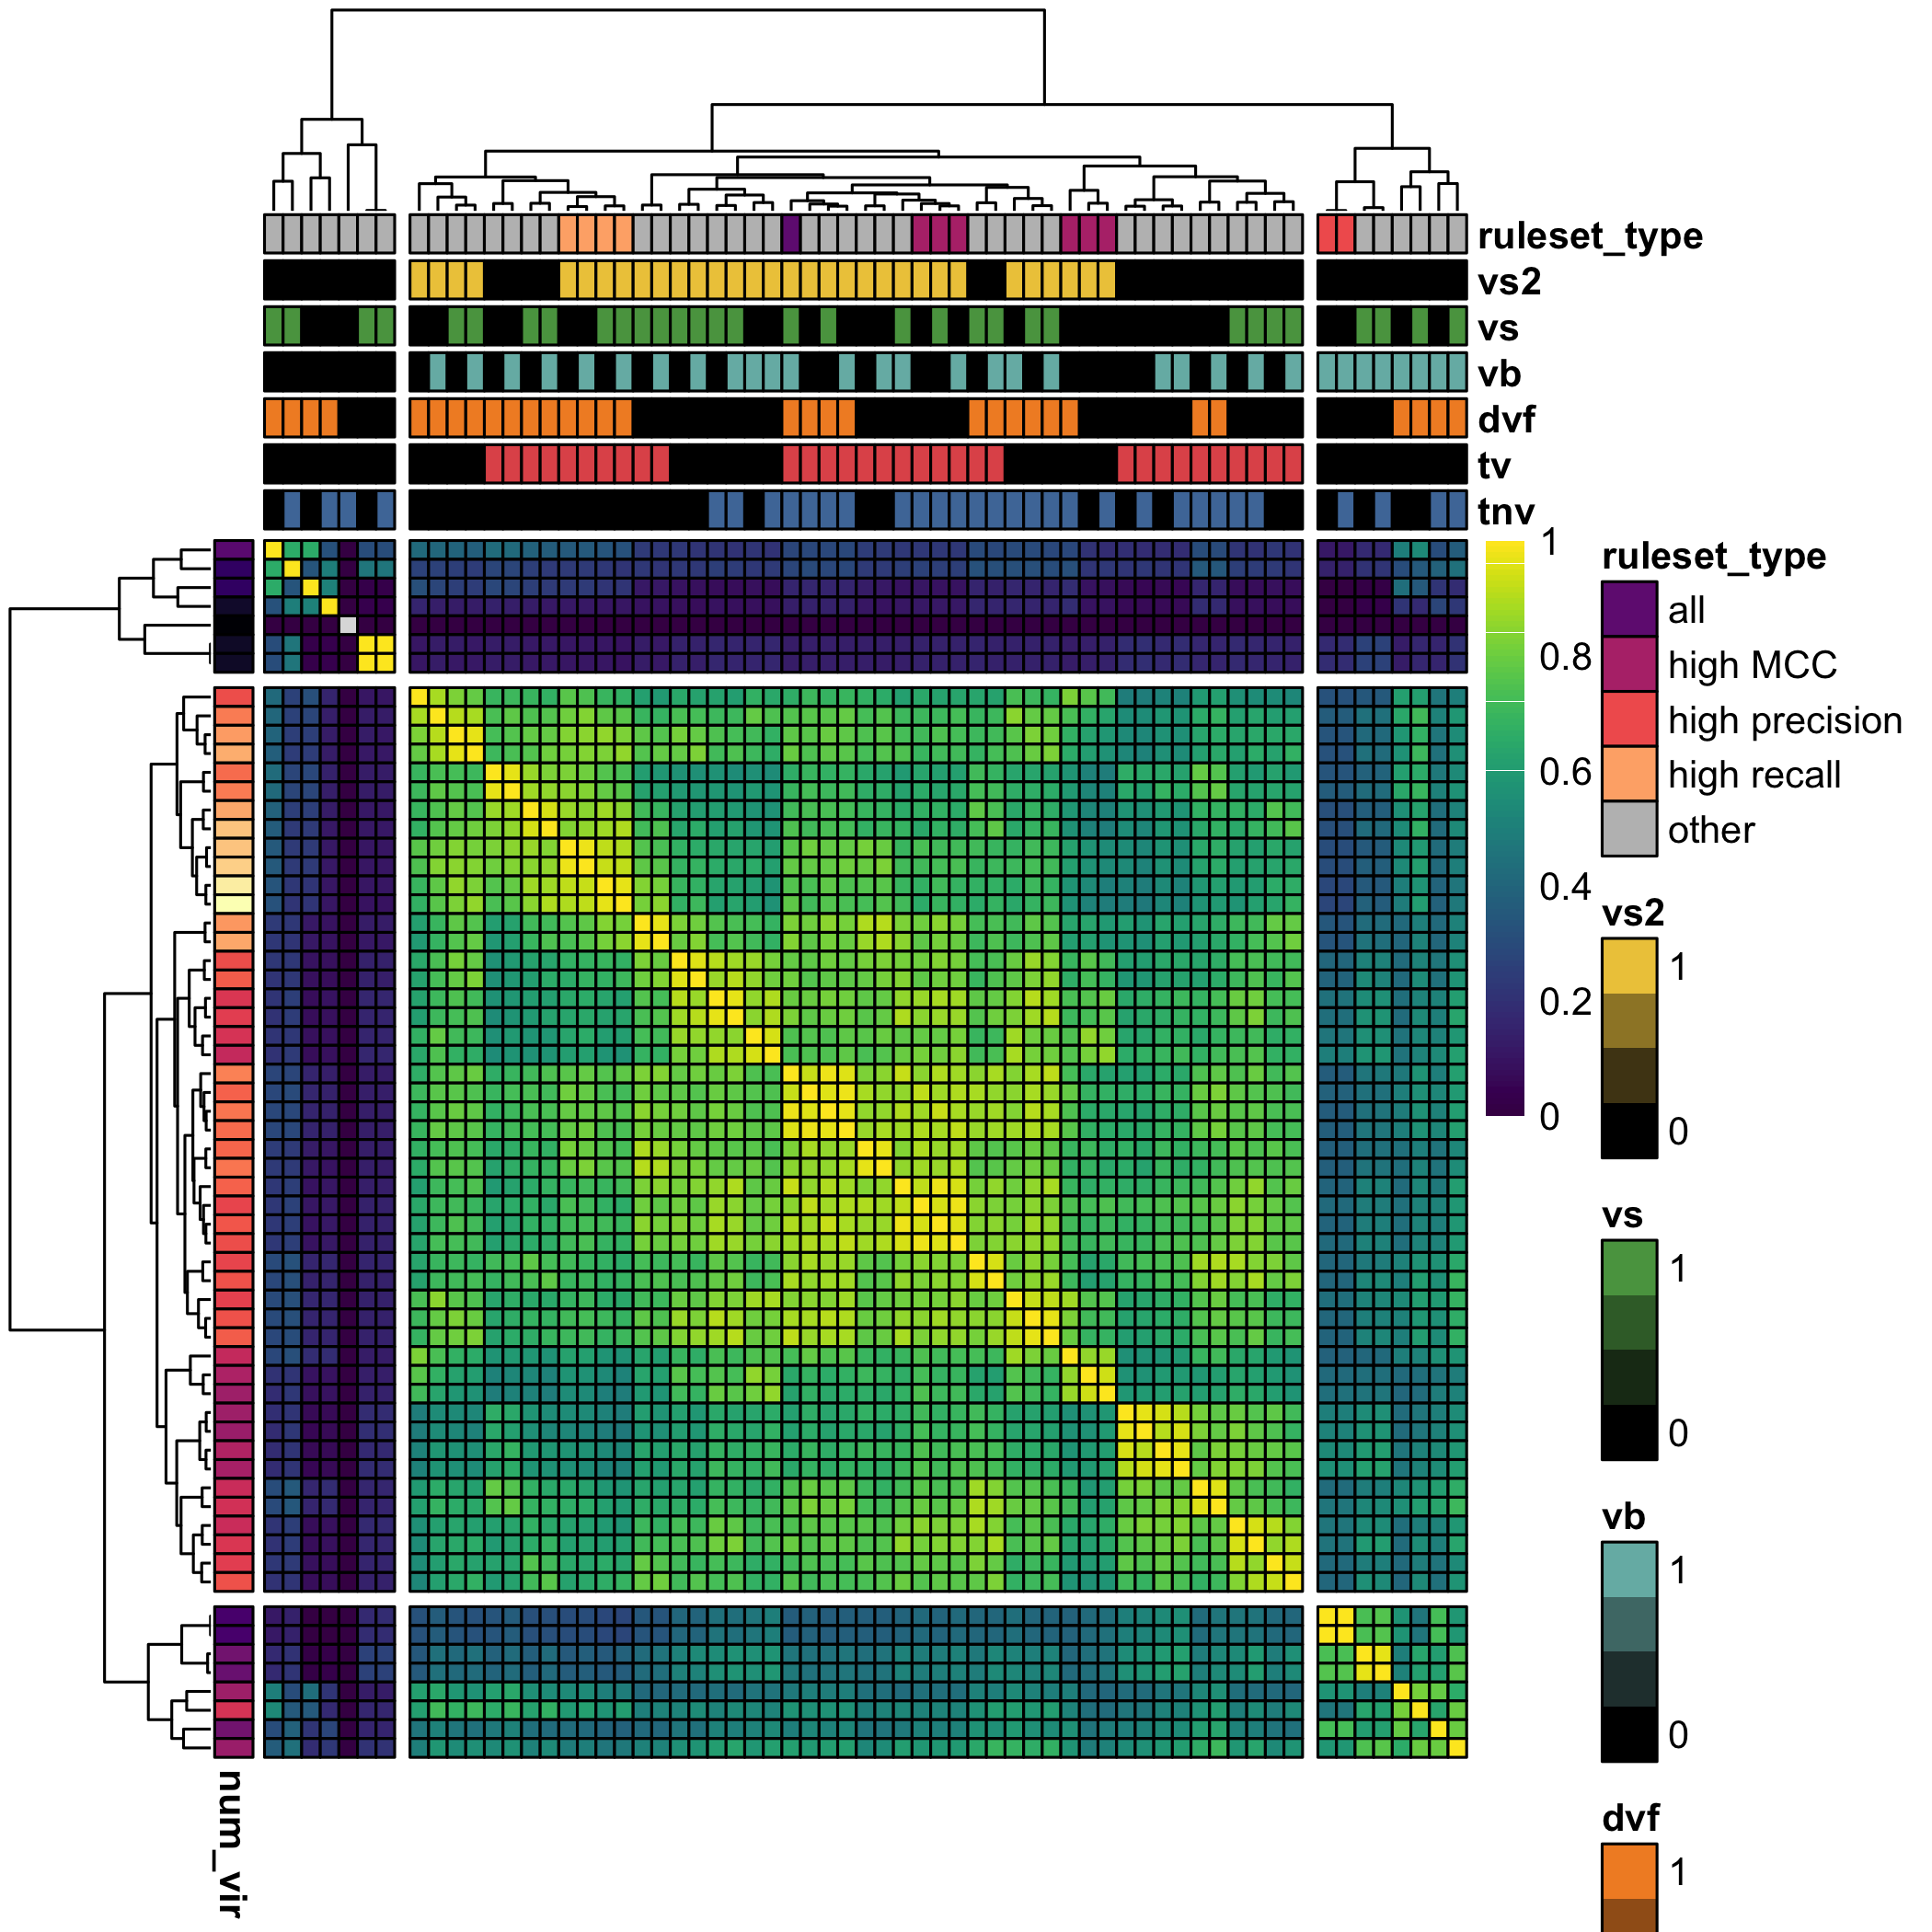 ruleset_type
vs2
vs
vb
dvf
tv
tnv
1
0.8
0.6
0.4
0.2
0
ruleset_type
all
high MCC
high precision
high recall
other
vs2
1
0
vs
1
0
vb
1
0
dvf
1
num_vir